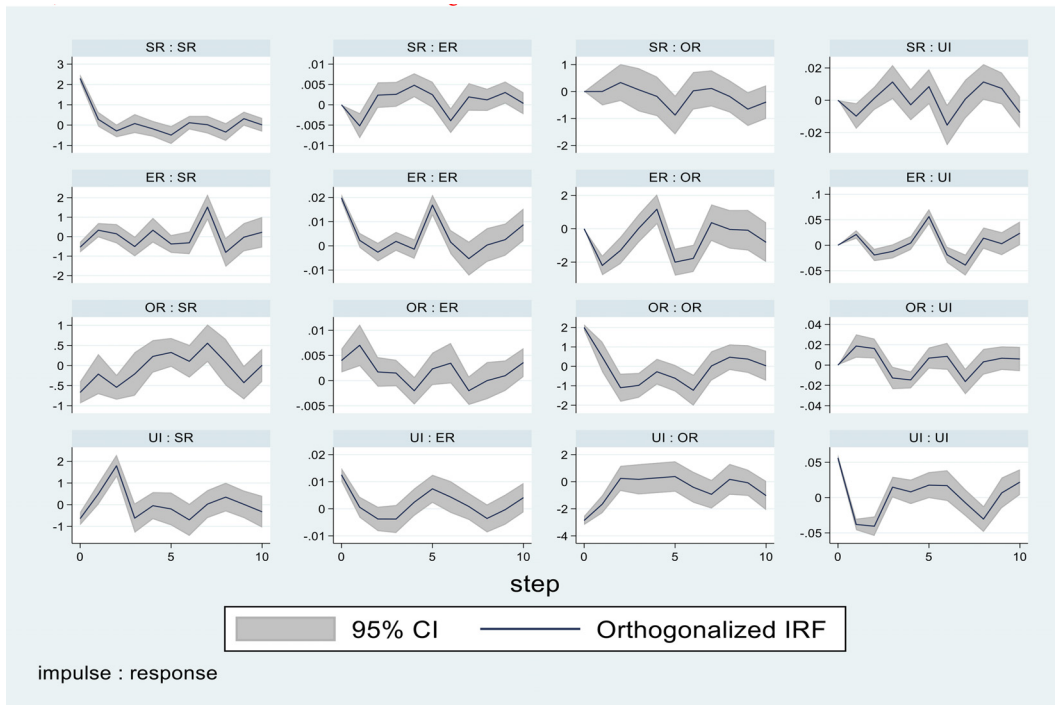 SR : SR SR : ER SR : OR SR : UI
3 2 1 0 -1
.01 .005 0 -.005 -.01
1 0 -1 -2
.02 0 -.02
ER : SR ER : ER ER : OR ER : UI
2 1 0 -1 -2
.02 .01 0 -.01
2 0 -2
.1 .05 0 -.05
OR : SR OR : ER OR : OR OR : UI
1 .5 0 -.5 -1
.01 .005 0 -.005
2 1 0 -1 -2
.04 .02 0 -.02 -.04
UI : SR UI : ER UI : OR UI : UI
2 1 0 -1
.02 .01 0 -.01
2 0 -2 -4
.05 0 -.05
0 5 10 0 5 10 0 5 10 0 5 10
step
95% CI Orthogonalized IRF
impulse : response